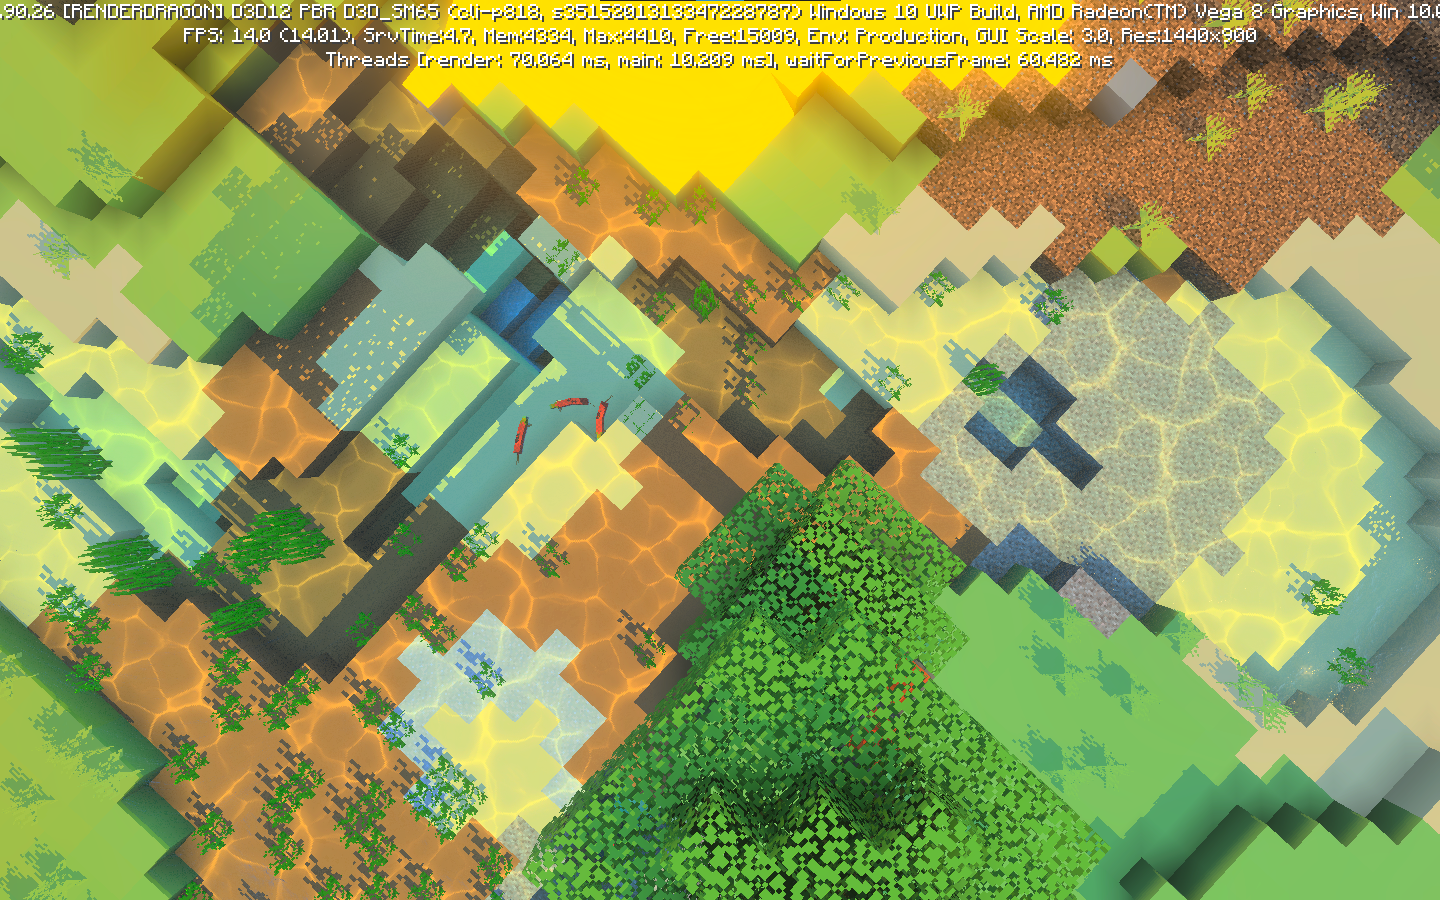 .90.26 [RENDERDRAGON] D3D12 PBR D3D_SM65 (cli-p818, s35152013133347228787) Windows 10 UWP Build, AMD Radeon(TM) Vega 8 Graphics, Win 10.0
FPS: 14.0 (14.01), SrvTime:4.7, Mem:4334, Max:4410, Free:15009, Env: Production, GUI Scale: 3.0, Res:1440x900
Threads [render: 70.064 ms, main: 10.209 ms], waitForPreviousFrame: 60.482 ms